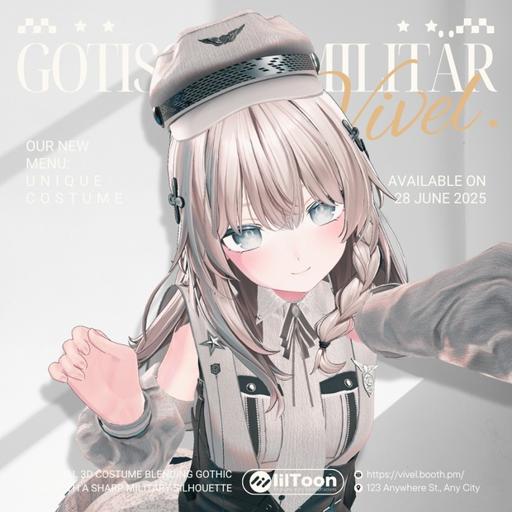 MILITAR
Vivel.
OUR NEW
MENU:
UNIQUE
COSTUME
AVAILABLE ON
28 JUNE 2025
3D COSTUME BLENDING GOTHIC
A SHARP MILITARY SILHOUETTE
lilToon
https://vivel.booth.pm/
123 Anywhere St., Any City